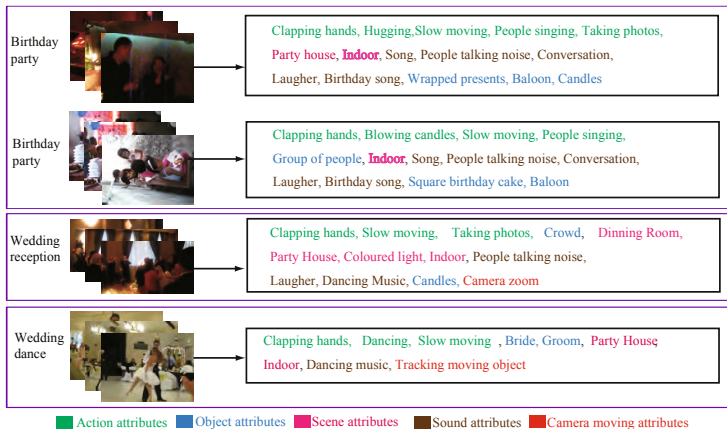 Birthday party
Clapping hands, Hugging,Slow moving, People singing, Taking photos,
Party house, Indoor, Song, People talking noise, Conversation,
Laugher, Birthday song, Wrapped presents, Baloon, Candles
Birthday party
Clapping hands, Blowing candles, Slow moving, People singing,
Group of people, Indoor, Song, People talking noise, Conversation,
Laugher, Birthday song, Square birthday cake, Baloon
Wedding reception
Clapping hands, Slow moving, Taking photos, Crowd, Dinning Room,
Party House, Coloured light, Indoor, People talking noise,
Laugher, Dancing Music, Candles, Camera zoom
Wedding dance
Clapping hands, Dancing, Slow moving , Bride, Groom, Party House,
Indoor, Dancing music, Tracking moving object
Action attributes Object attributes Scene attributes Sound attributes Camera moving attributes